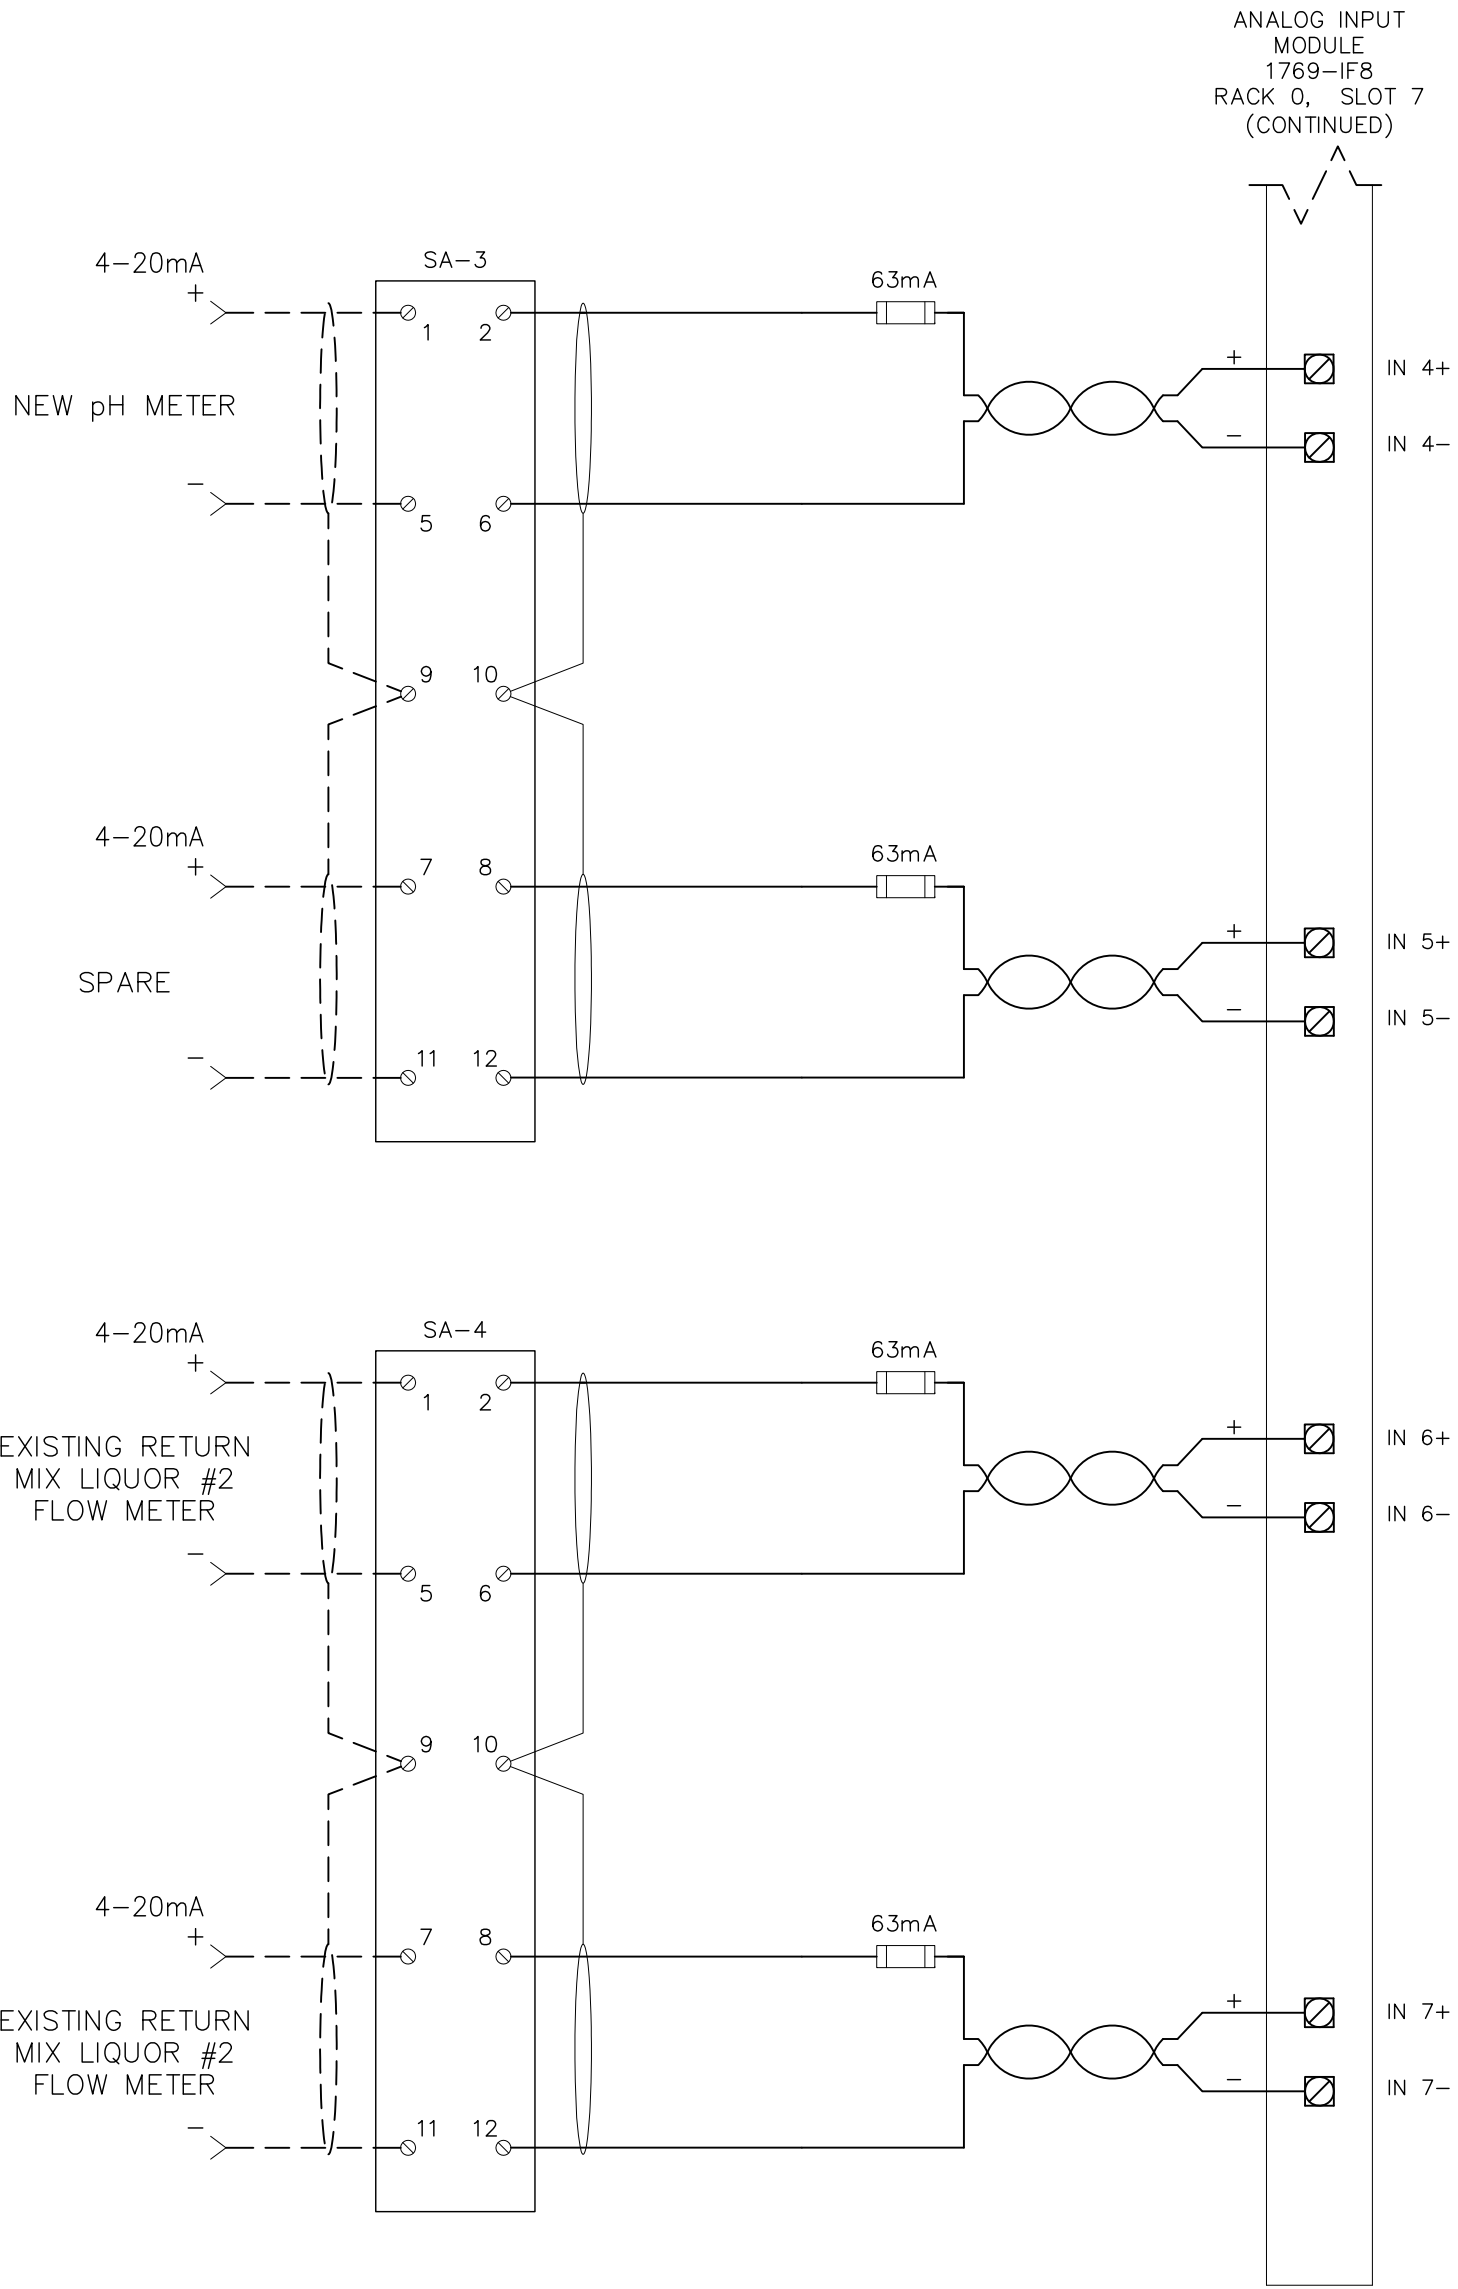 ANALOG INPUT
MODULE
1769-IF8
RACK 0, SLOT 7
(CONTINUED)
4-20mA
+
SA-3
63mA
1 2
+
IN 4+
NEW pH METER
-
IN 4-
-
5 6
9 10
4-20mA
+
7 8
63mA
+
IN 5+
SPARE
-
IN 5-
-
11 12
4-20mA
+
SA-4
63mA
1 2
+
IN 6+
EXISTING RETURN
MIX LIQUOR #2
FLOW METER
-
IN 6-
-
5 6
9 10
4-20mA
+
7 8
63mA
+
IN 7+
EXISTING RETURN
MIX LIQUOR #2
FLOW METER
-
IN 7-
-
11 12